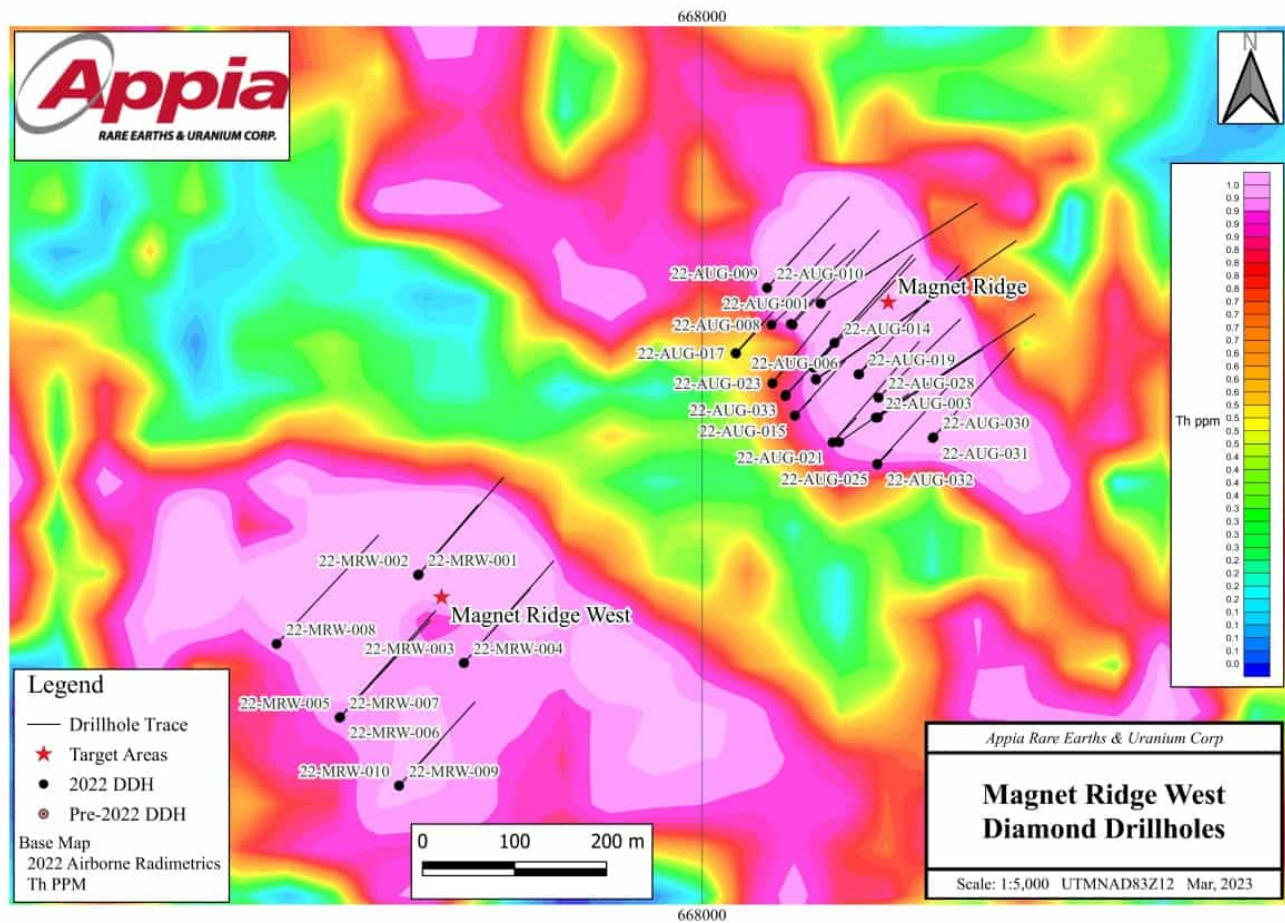 668000
Appia
RARE EARTHS & URANIUM CORP.
N
1.0
0.9
0.9
0.9
0.8
0.8
0.8
0.7
0.7
0.7
0.6
0.6
0.6
0.5
0.5
0.5
0.4
0.4
0.4
0.3
0.3
0.3
0.2
0.2
0.2
0.1
0.1
0.1
0.0
Th ppm
22-AUG-009
22-AUG-010
Magnet Ridge
22-AUG-001
22-AUG-008
22-AUG-014
22-AUG-017
22-AUG-006
22-AUG-019
22-AUG-023
22-AUG-028
22-AUG-003
22-AUG-033
22-AUG-030
22-AUG-015
22-AUG-021
22-AUG-031
22-AUG-025
22-AUG-032
22-MRW-002
22-MRW-001
Magnet Ridge West
22-MRW-008
22-MRW-003
22-MRW-004
22-MRW-005
22-MRW-007
22-MRW-006
22-MRW-010
22-MRW-009
Legend
Drillhole Trace
Target Areas
2022 DDH
Pre-2022 DDH
Base Map
2022 Airborne Radimetrics
Th PPM
0 100 200 m
Appia Rare Earths & Uranium Corp
Magnet Ridge West
Diamond Drillholes
Scale: 1:5,000 UTMNAD83Z12 Mar, 2023
668000